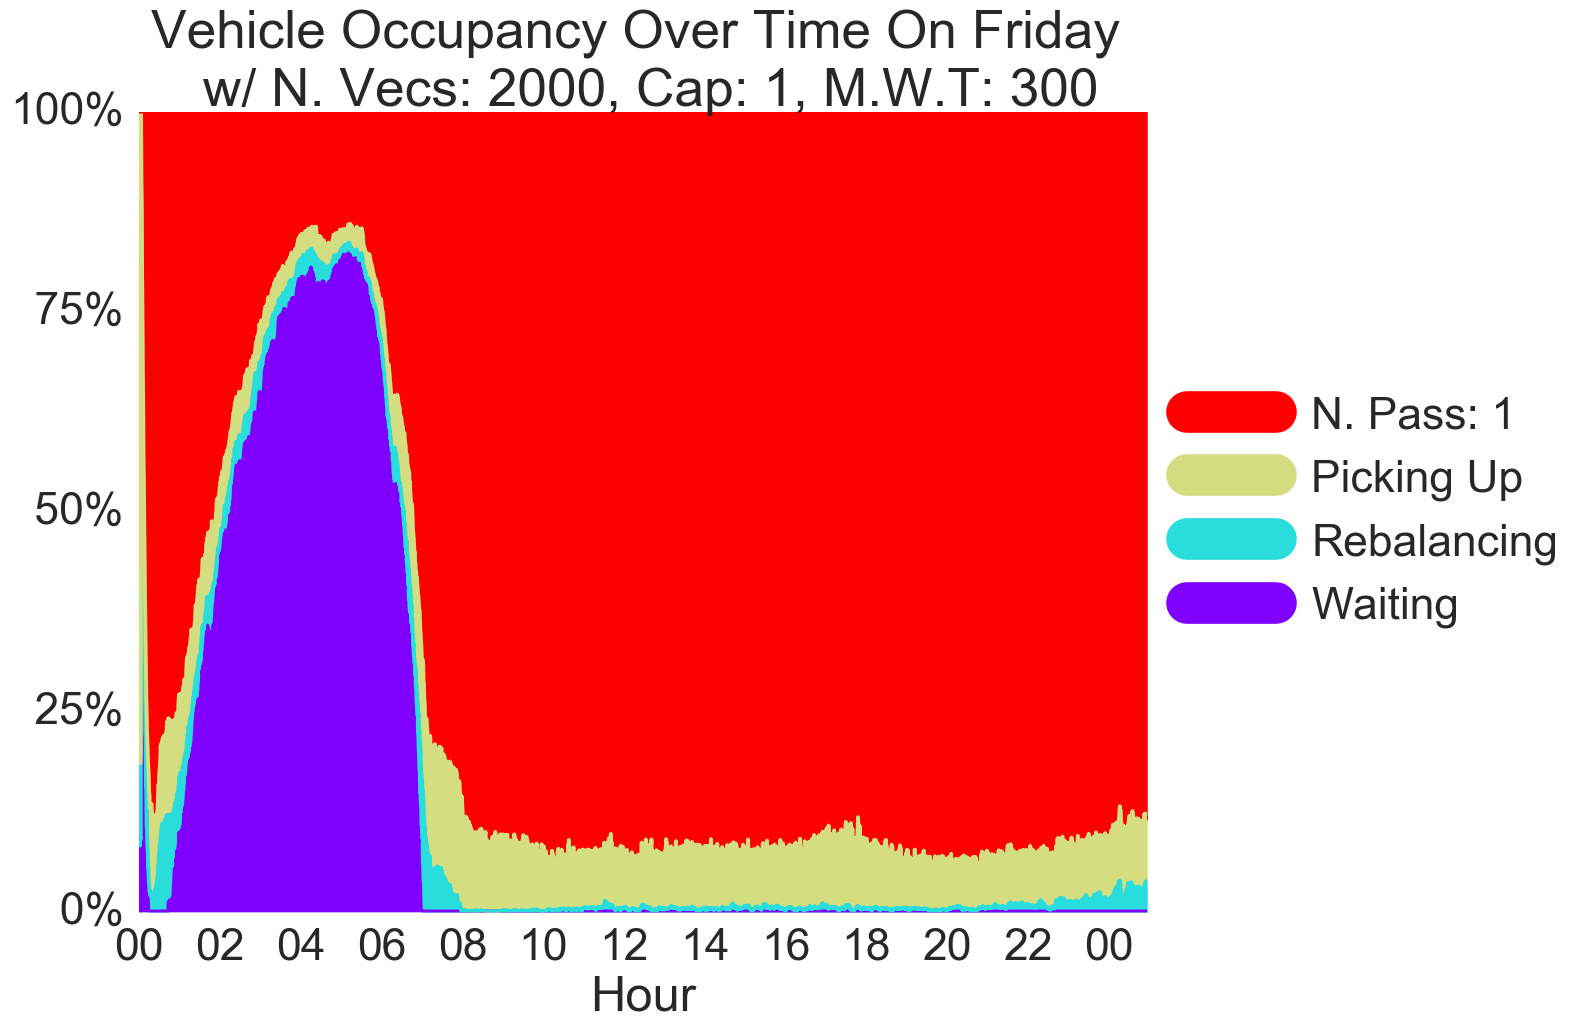 Vehicle Occupancy Over Time On Friday
w/ N. Vecs: 2000, Cap: 1, M.W.T: 300
100%
75%
50%
25%
0%
00 02 04 06 08 10 12 14 16 18 20 22 00
Hour
N. Pass: 1
Picking Up
Rebalancing
Waiting